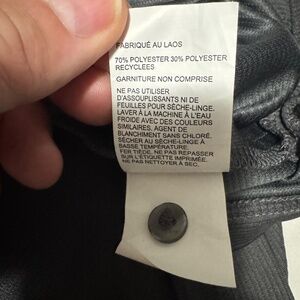 FABRIQUÉ AU LAOS
70% POLYESTER 30% POLYESTER
RECYCLÉES
GARNITURE NON COMPRISE
NE PAS UTILISER
D'ASSOUPLISSANTS NI DE
FEUILLES POUR SÈCHE-LINGE.
LAVER À LA MACHINE À L'EAU
FROIDE AVEC DES COULEURS
SIMILAIRES. AGENT DE
BLANCHIMENT SANS CHLORE.
SÉCHER AU SÈCHE-LINGE À
BASSE TEMPÉRATURE.
FER TIÈDE, NE PAS REPASSER
SUR L'ÉTIQUETTE IMPRIMÉE.
NE PAS NETTOYER À SEC.